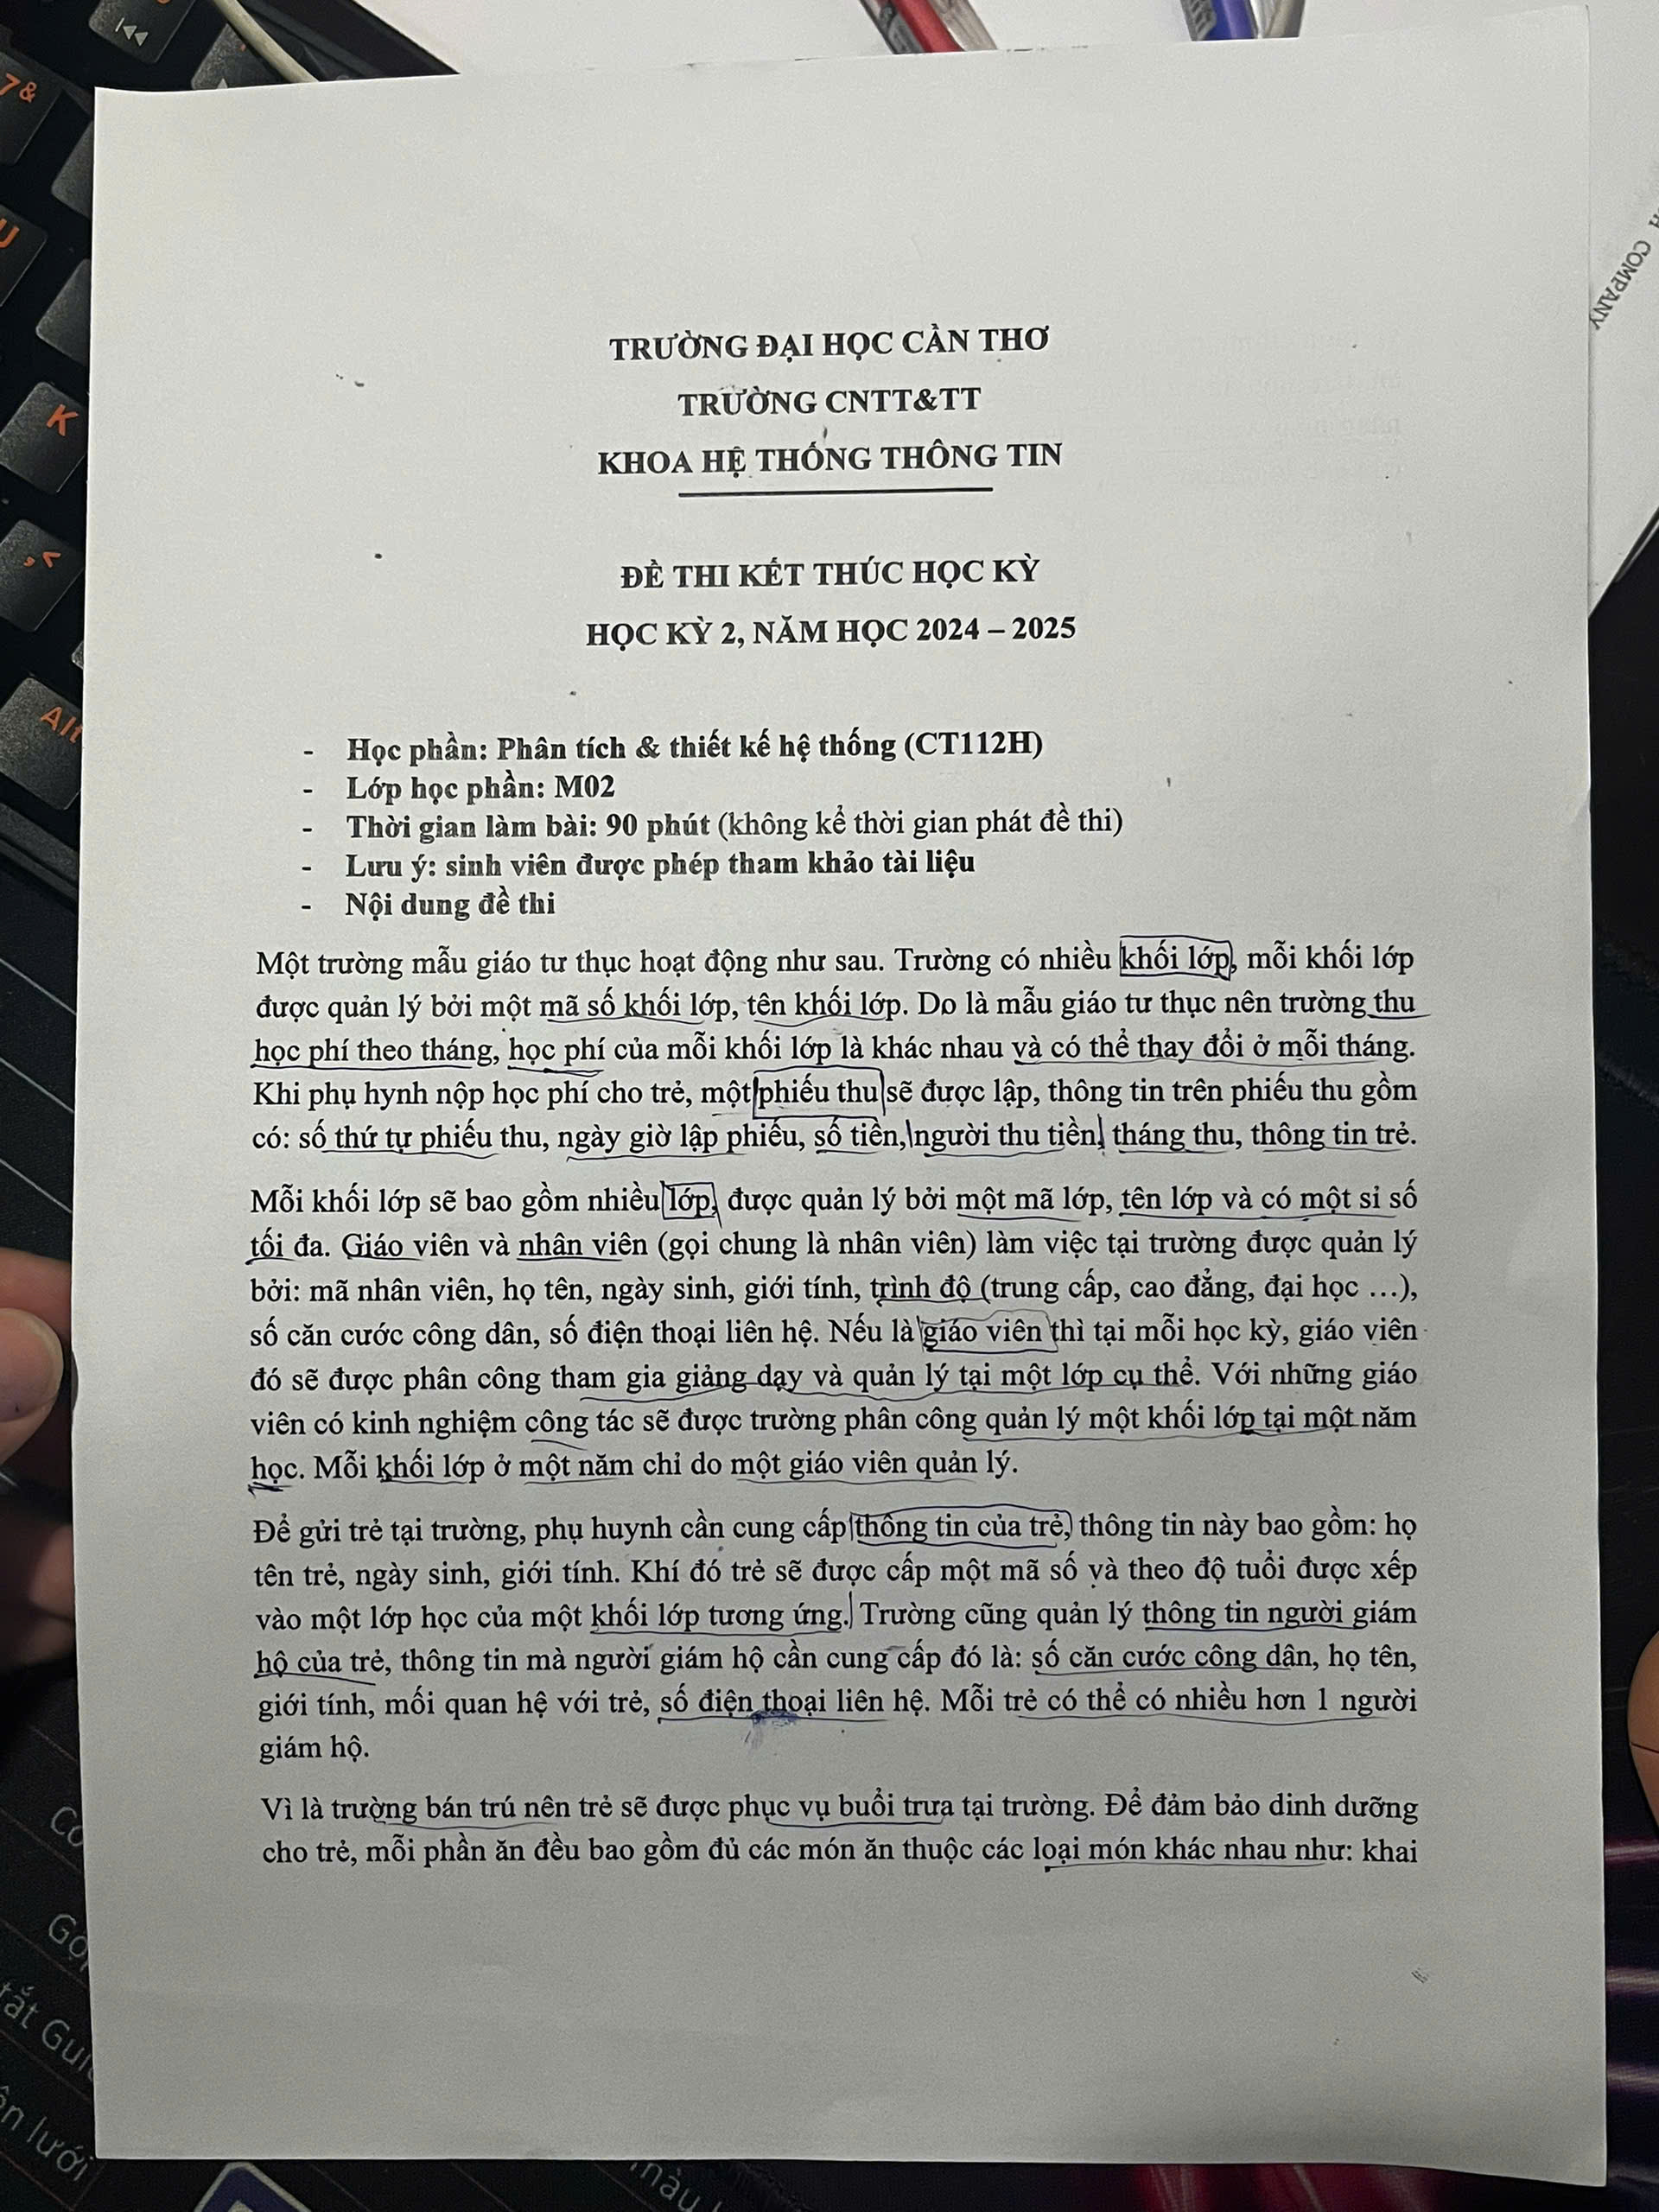 TRƯỜNG ĐẠI HỌC CẦN THƠ
TRƯỜNG CNTT&TT
KHOA HỆ THỐNG THÔNG TIN
ĐỀ THI KẾT THÚC HỌC KỲ
HỌC KỲ 2, NĂM HỌC 2024 – 2025
- Học phần: Phân tích & thiết kế hệ thống (CT112H)
- Lớp học phần: M02
- Thời gian làm bài: 90 phút (không kể thời gian phát đề thi)
- Lưu ý: sinh viên được phép tham khảo tài liệu
- Nội dung đề thi
Một trường mẫu giáo tư thục hoạt động như sau. Trường có nhiều khối lớp, mỗi khối lớp
được quản lý bởi một mã số khối lớp, tên khối lớp. Do là mẫu giáo tư thục nên trường thu
học phí theo tháng, học phí của mỗi khối lớp là khác nhau và có thể thay đổi ở mỗi tháng.
Khi phụ hynh nộp học phí cho trẻ, một phiếu thu sẽ được lập, thông tin trên phiếu thu gồm
có: số thứ tự phiếu thu, ngày giờ lập phiếu, số tiền, người thu tiền, tháng thu, thông tin trẻ.
Mỗi khối lớp sẽ bao gồm nhiều lớp, được quản lý bởi một mã lớp, tên lớp và có một sỉ số
tối đa. Giáo viên và nhân viên (gọi chung là nhân viên) làm việc tại trường được quản lý
bởi: mã nhân viên, họ tên, ngày sinh, giới tính, trình độ (trung cấp, cao đẳng, đại học …),
số căn cước công dân, số điện thoại liên hệ. Nếu là giáo viên thì tại mỗi học kỳ, giáo viên
đó sẽ được phân công tham gia giảng dạy và quản lý tại một lớp cụ thể. Với những giáo
viên có kinh nghiệm công tác sẽ được trường phân công quản lý một khối lớp tại một năm
học. Mỗi khối lớp ở một năm chỉ do một giáo viên quản lý.
Để gửi trẻ tại trường, phụ huynh cần cung cấp thông tin của trẻ, thông tin này bao gồm: họ
tên trẻ, ngày sinh, giới tính. Khí đó trẻ sẽ được cấp một mã số và theo độ tuổi được xếp
vào một lớp học của một khối lớp tương ứng. Trường cũng quản lý thông tin người giám
hộ của trẻ, thông tin mà người giám hộ cần cung cấp đó là: số căn cước công dân, họ tên,
giới tính, mối quan hệ với trẻ, số điện thoại liên hệ. Mỗi trẻ có thể có nhiều hơn 1 người
giám hộ.
Vì là trường bán trú nên trẻ sẽ được phục vụ buổi trưa tại trường. Để đảm bảo dinh dưỡng
cho trẻ, mỗi phần ăn đều bao gồm đủ các món ăn thuộc các loại món khác nhau như: khai
COMPANY
7&
U
K
,<
Alt